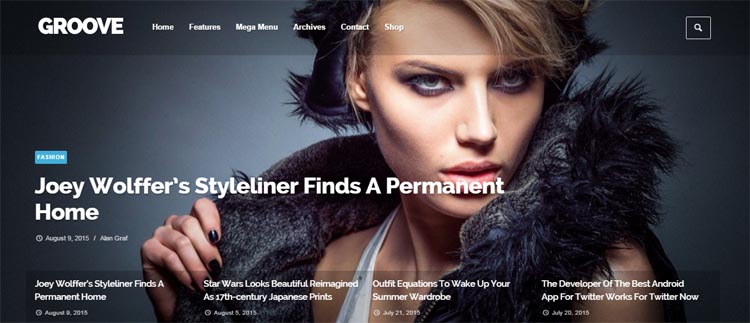 GROOVE
Home Features Mega Menu Archives Contact Shop
FASHION
Joey Wolffer's Styleliner Finds A Permanent
Home
August 9, 2015 / Alan Graf
Joey Wolffer's Styleliner Finds A
Permanent Home
August 9, 2015
Star Wars Looks Beautiful Reimagined
As 17th-century Japanese Prints
August 5, 2015
Outfit Equations To Wake Up Your
Summer Wardrobe
July 21, 2015
The Developer Of The Best Android
App For Twitter Works For Twitter Now
July 20, 2015